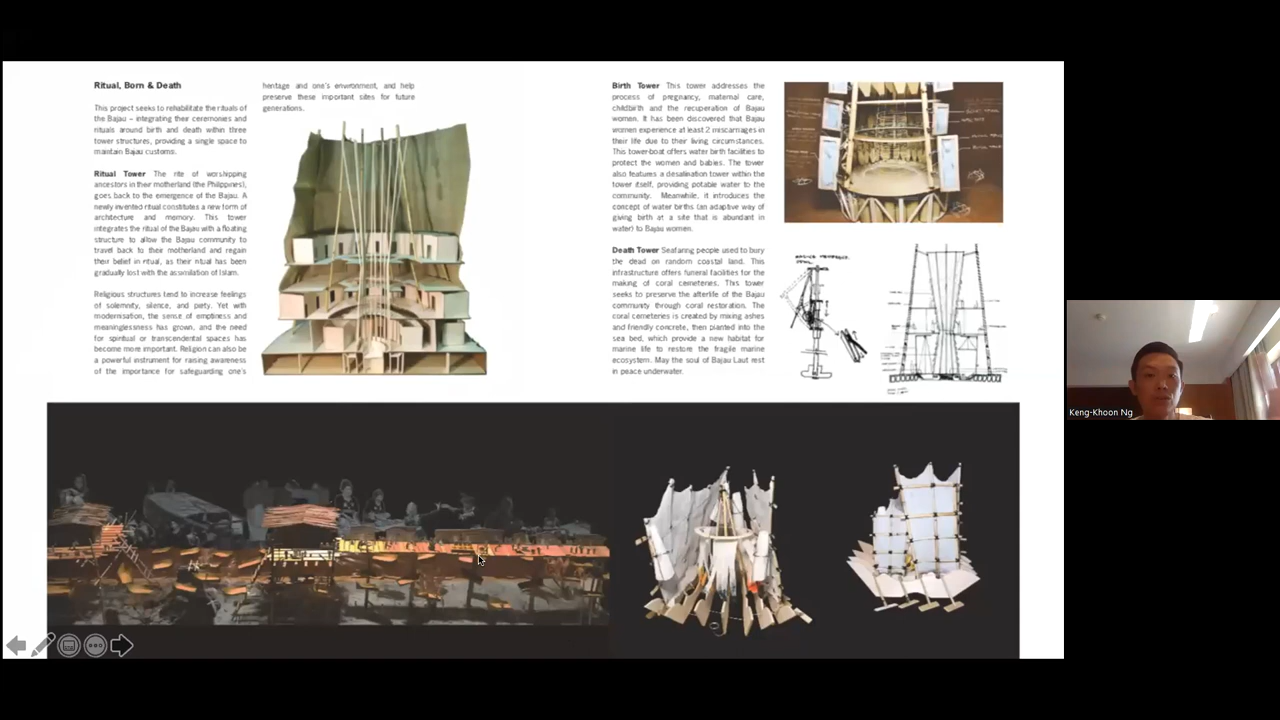 Ritual, Born & Death
This project seeks to rehabilitate the rituals of
the Bajau – integrating their ceremonies and
rituals around birth and death within three
tower structures, providing a single space to
maintain Bajau customs.
Ritual Tower The rite of worshipping
ancestors in their motherland (the Philippines),
goes back to the emergence of the Bajau. A
newly invented ritual constitutes a new form of
architecture and memory. This tower
integrates the ritual of the Bajau with a floating
structure to allow the Bajau community to
travel back to their motherland and regain
their belief in ritual, as their ritual has been
gradually lost with the assimilation of Islam.
Religious structures tend to increase feelings
of solemnity, silence, and piety. Yet with
modernisation, the sense of emptiness and
meaninglessness has grown, and the need
for spiritual or transcendental spaces has
become more important. Religion can also be
a powerful instrument for raising awareness
of the importance for safeguarding one's
heritage and one's environment, and help
preserve these important sites for future
generations.
Birth Tower This tower addresses the
process of pregnancy, maternal care,
childbirth and the recuperation of Bajau
women. It has been discovered that Bajau
women experience at least 2 miscarriages in
their life due to their living circumstances.
This tower-boat offers water birth facilities to
protect the women and babies. The tower
also features a desalination tower within the
tower itself, providing potable water to the
community. Meanwhile, it introduces the
concept of water births (an adaptive way of
giving birth at a site that is abundant in
water) to Bajau women.
Death Tower Seafaring people used to bury
the dead on random coastal land. This
infrastructure offers funeral facilities for the
making of coral cemeteries. This tower
seeks to preserve the afterlife of the Bajau
community through coral restoration. The
coral cemeteries is created by mixing ashes
and friendly concrete, then planted into the
sea bed, which provide a new habitat for
marine life to restore the fragile marine
ecosystem. May the soul of Bajau Laut rest
in peace underwater.
Keng-Khoon Ng